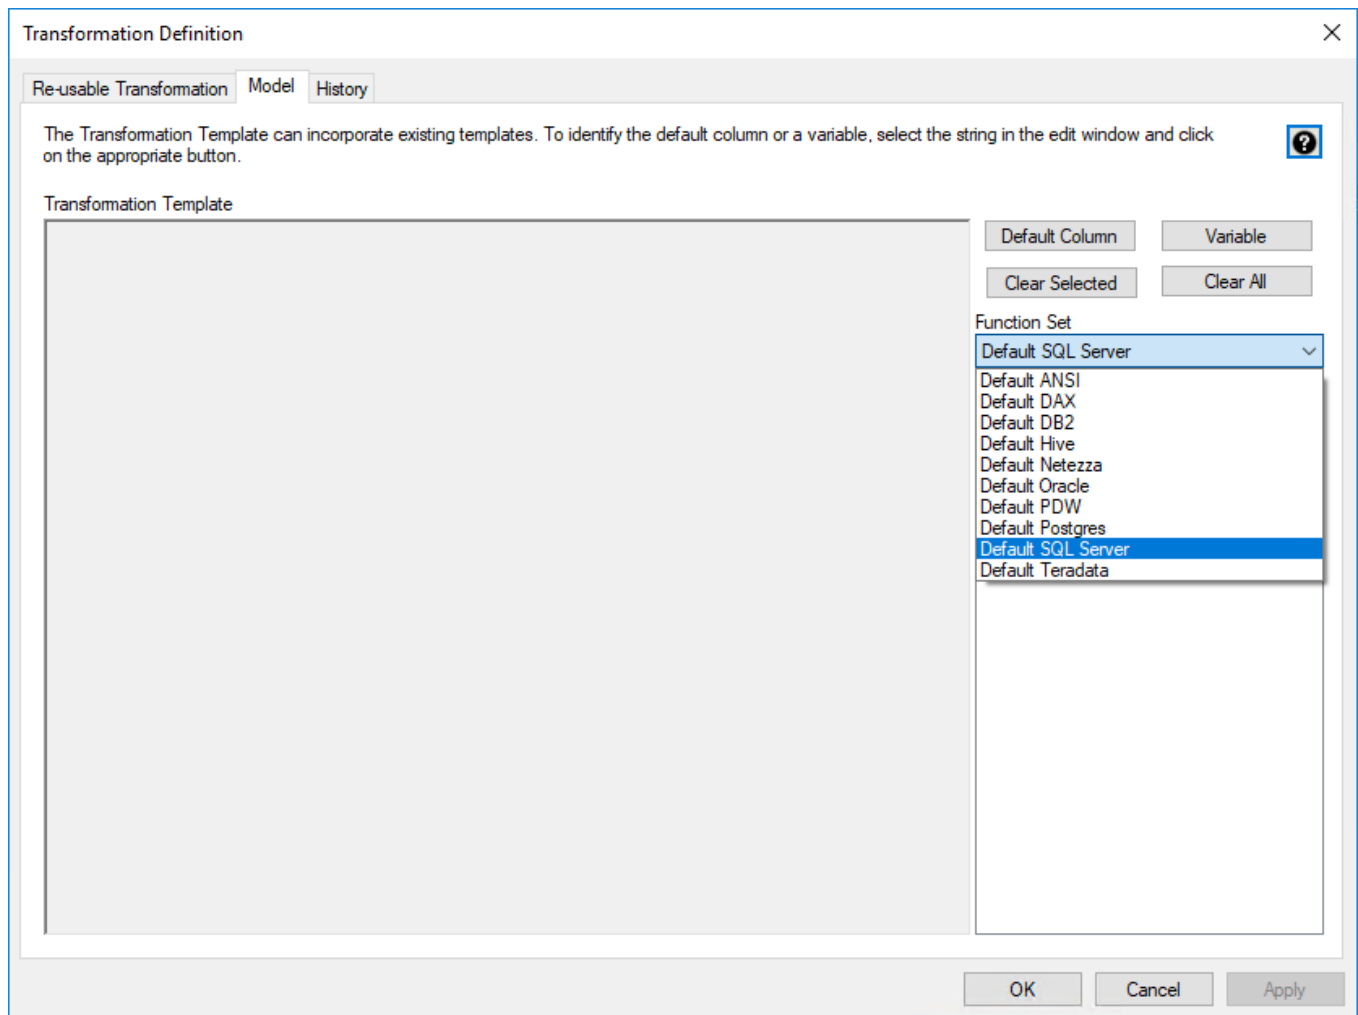 Transformation Definition
Re-usable Transformation Model History
The Transformation Template can incorporate existing templates. To identify the default column or a variable, select the string in the edit window and click
on the appropriate button.
Transformation Template
Default Column Variable
Clear Selected Clear All
Function Set
Default SQL Server
Default ANSI
Default DAX
Default DB2
Default Hive
Default Netezza
Default Oracle
Default PDW
Default Postgres
Default SQL Server
Default Teradata
OK Cancel Apply